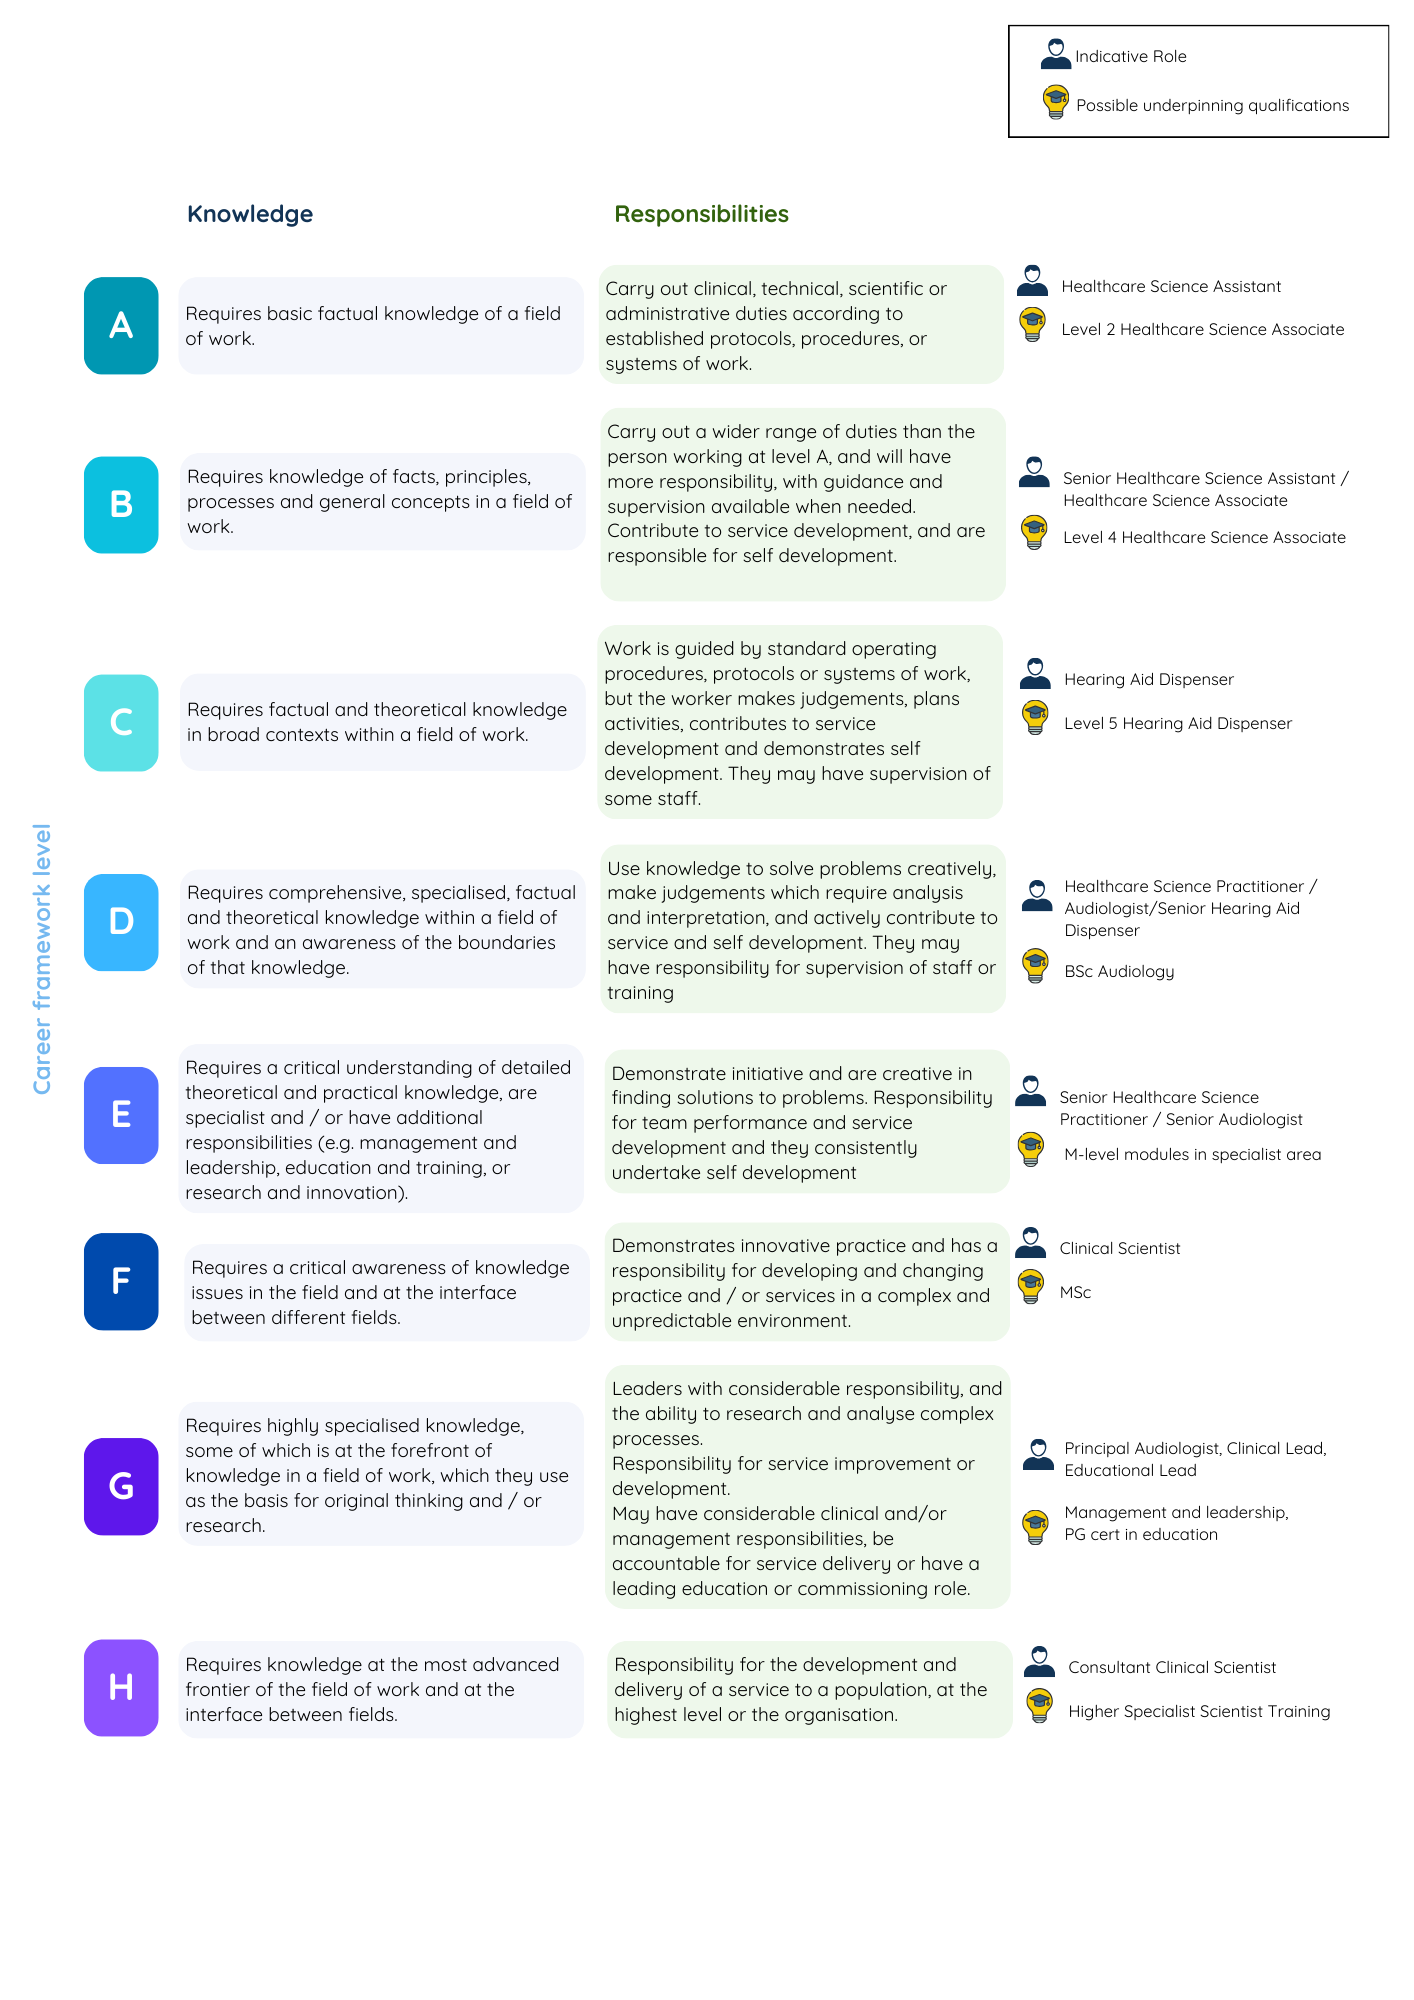 Indicative Role
Possible underpinning qualifications
Knowledge
Responsibilities
Career framework level
A
Requires basic factual knowledge of a field
of work.
Carry out clinical, technical, scientific or
administrative duties according to
established protocols, procedures, or
systems of work.
Healthcare Science Assistant
Level 2 Healthcare Science Associate
B
Requires knowledge of facts, principles,
processes and general concepts in a field of
work.
Carry out a wider range of duties than the
person working at level A, and will have
more responsibility, with guidance and
supervision available when needed.
Contribute to service development, and are
responsible for self development.
Senior Healthcare Science Assistant /
Healthcare Science Associate
Level 4 Healthcare Science Associate
C
Requires factual and theoretical knowledge
in broad contexts within a field of work.
Work is guided by standard operating
procedures, protocols or systems of work,
but the worker makes judgements, plans
activities, contributes to service
development and demonstrates self
development. They may have supervision of
some staff.
Hearing Aid Dispenser
Level 5 Hearing Aid Dispenser
D
Requires comprehensive, specialised, factual
and theoretical knowledge within a field of
work and an awareness of the boundaries
of that knowledge.
Use knowledge to solve problems creatively,
make judgements which require analysis
and interpretation, and actively contribute to
service and self development. They may
have responsibility for supervision of staff or
training
Healthcare Science Practitioner /
Audiologist/Senior Hearing Aid
Dispenser
BSc Audiology
E
Requires a critical understanding of detailed
theoretical and practical knowledge, are
specialist and / or have additional
responsibilities (e.g. management and
leadership, education and training, or
research and innovation).
Demonstrate initiative and are creative in
finding solutions to problems. Responsibility
for team performance and service
development and they consistently
undertake self development
Senior Healthcare Science
Practitioner / Senior Audiologist
M-level modules in specialist area
F
Requires a critical awareness of knowledge
issues in the field and at the interface
between different fields.
Demonstrates innovative practice and has a
responsibility for developing and changing
practice and / or services in a complex and
unpredictable environment.
Clinical Scientist
MSc
G
Requires highly specialised knowledge,
some of which is at the forefront of
knowledge in a field of work, which they use
as the basis for original thinking and / or
research.
Leaders with considerable responsibility, and
the ability to research and analyse complex
processes.
Responsibility for service improvement or
development.
May have considerable clinical and/or
management responsibilities, be
accountable for service delivery or have a
leading education or commissioning role.
Principal Audiologist, Clinical Lead,
Educational Lead
Management and leadership,
PG cert in education
H
Requires knowledge at the most advanced
frontier of the field of work and at the
interface between fields.
Responsibility for the development and
delivery of a service to a population, at the
highest level or the organisation.
Consultant Clinical Scientist
Higher Specialist Scientist Training